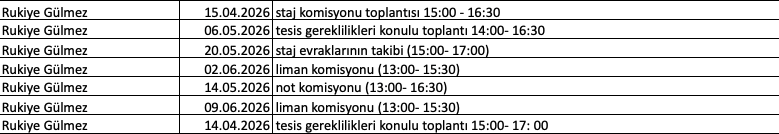 Rukiye Gülmez 15.04.2026 staj komisyonu toplantısı 15:00 - 16:30
Rukiye Gülmez 06.05.2026 tesis gereklilikleri konulu toplantı 14:00- 16:30
Rukiye Gülmez 20.05.2026 staj evraklarının takibi (15:00- 17:00)
Rukiye Gülmez 02.06.2026 liman komisyonu (13:00- 15:30)
Rukiye Gülmez 14.05.2026 not komisyonu (13:00- 16:30)
Rukiye Gülmez 09.06.2026 liman komisyonu (13:00- 15:30)
Rukiye Gülmez 14.04.2026 tesis gereklilikleri konulu toplantı 15:00- 17: 00